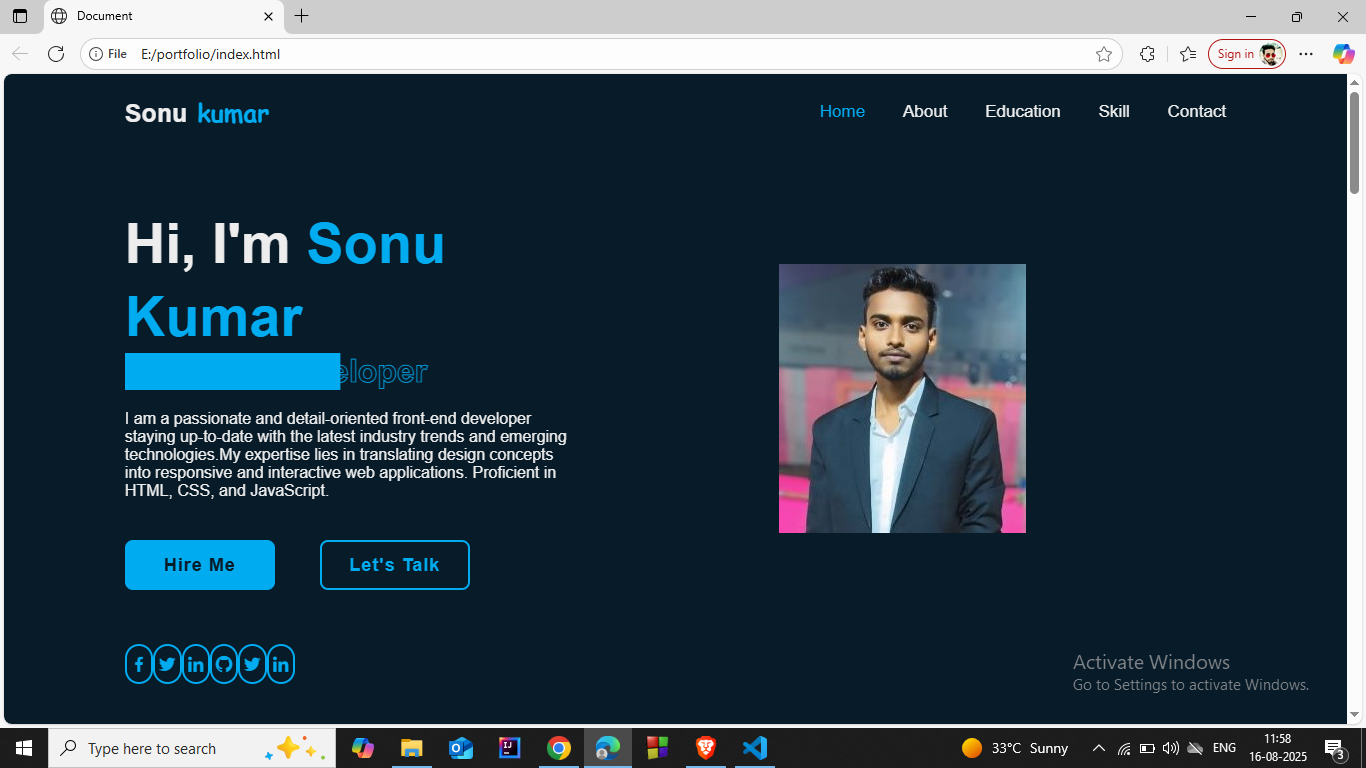 Document
File E:/portfolio/index.html
Sign in
Sonu kumar
Home About Education Skill Contact
Hi, I'm Sonu
Kumar
eloper
I am a passionate and detail-oriented front-end developer
staying up-to-date with the latest industry trends and emerging
technologies.My expertise lies in translating design concepts
into responsive and interactive web applications. Proficient in
HTML, CSS, and JavaScript.
Hire Me Let's Talk
Activate Windows
Go to Settings to activate Windows.
Type here to search
33°C Sunny
ENG
11:58
16-08-2025
3